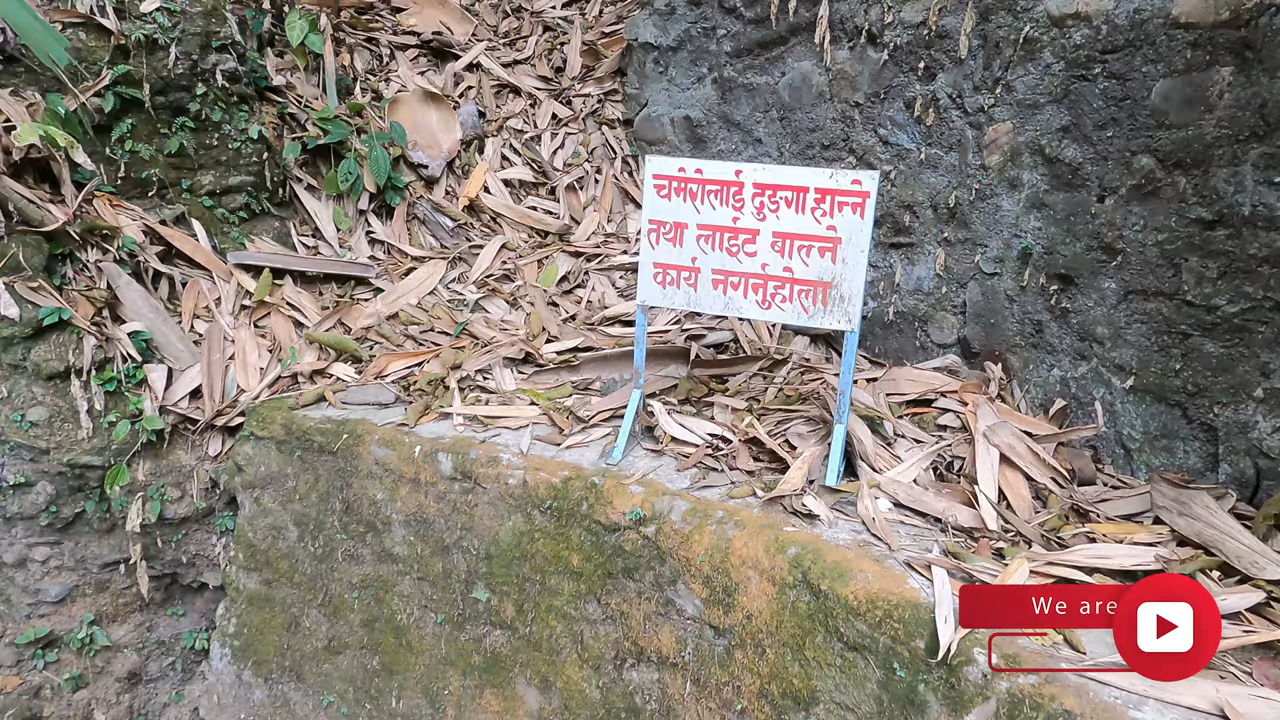 चमेरोलाई ढुङ्गा हान्ने
तथा लाईट बाल्ने
कार्य नगर्नुहोला
We are